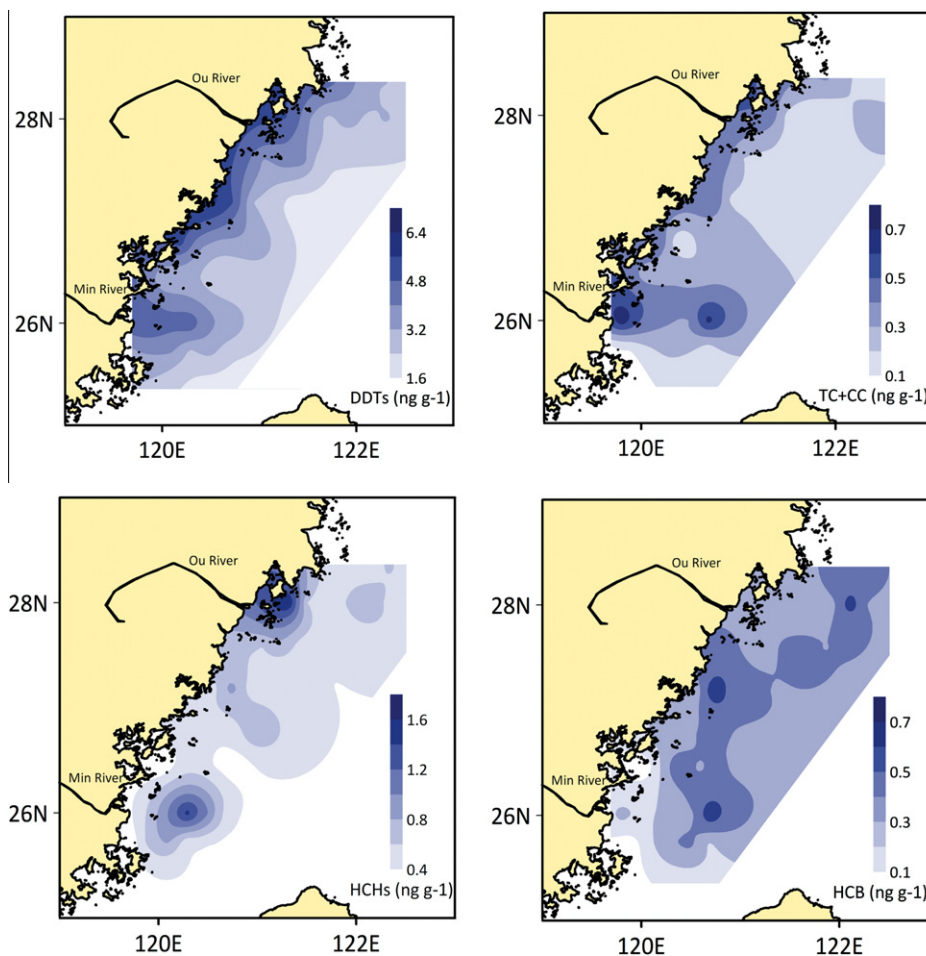 Ou River
28N
6.4
4.8
Min River
26N
3.2
1.6
DDTs (ng g-1)
120E
122E
Ou River
28N
0.7
0.5
Min River
26N
0.3
0.1
TC+CC (ng g-1)
120E
122E
Ou River
28N
1.6
Min River
1.2
26N
0.8
0.4
HCHs (ng g-1)
120E
122E
Ou River
28N
0.7
Min River
0.5
26N
0.3
0.1
HCB (ng g-1)
120E
122E